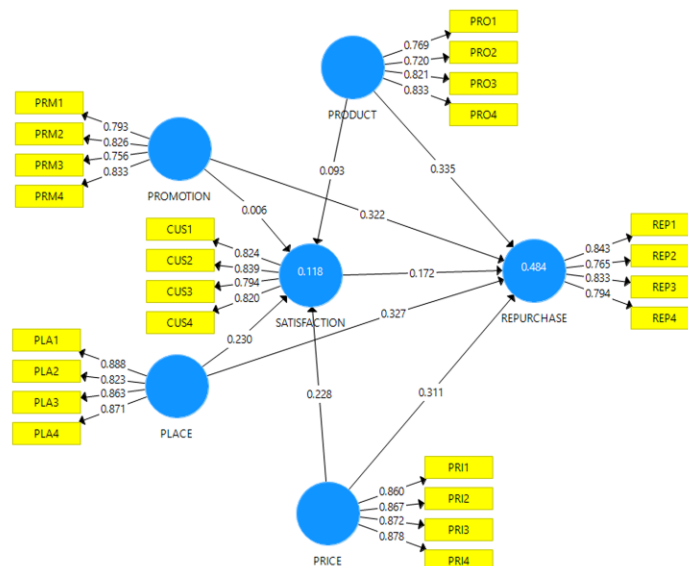 PRO1
0.769
PRO2
0.720
PRO3
0.821
PRO4
0.833
PRODUCT
PRM1
0.793
PRM2
0.826
PRM3
0.756
PRM4
0.833
PROMOTION
0.093
0.335
0.006
0.322
CUS1
0.824
CUS2
0.839
CUS3
0.794
CUS4
0.820
0.118
SATISFACTION
0.172
0.484
REPURCHASE
REP1
0.843
REP2
0.765
REP3
0.833
REP4
0.794
0.230
0.327
PLA1
0.888
PLA2
0.823
PLA3
0.863
PLA4
0.871
PLACE
0.228
0.311
PRI1
0.860
PRI2
0.867
PRI3
0.872
PRI4
0.878
PRICE